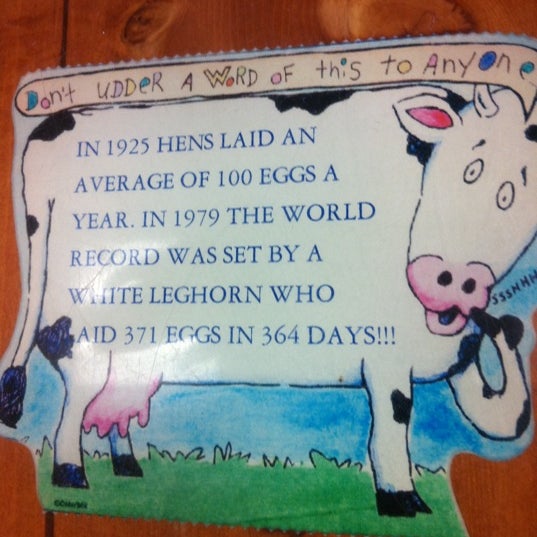 Don't UDDER A WORD OF this to Anyone
IN 1925 HENS LAID AN
AVERAGE OF 100 EGGS A
YEAR. IN 1979 THE WORLD
RECORD WAS SET BY A
WHITE LEGHORN WHO
LAID 371 EGGS IN 364 DAYS!!!
SSSHHH